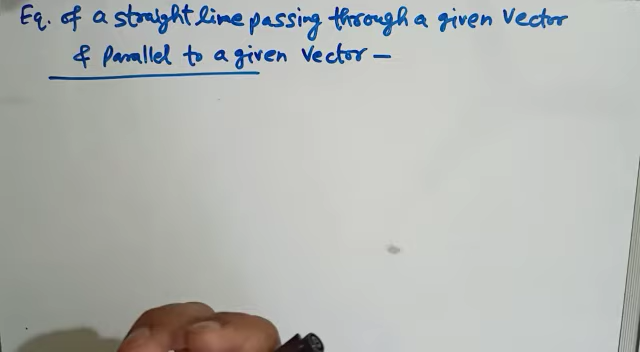 Eq. of a straight line passing through a given Vector
& Parallel to a given Vector —